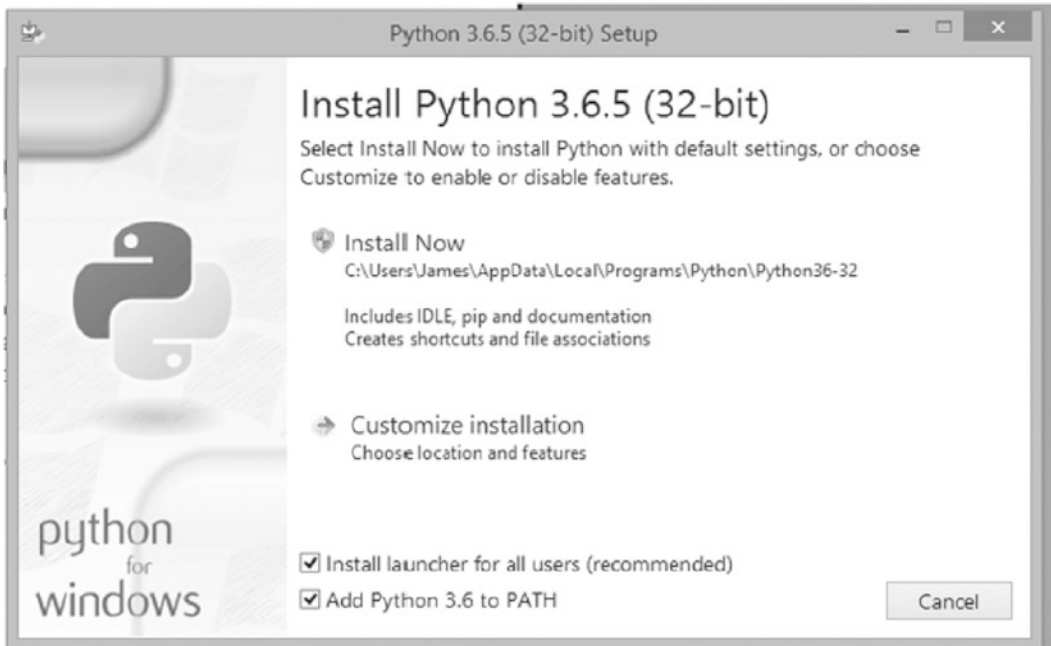 Python 3.6.5 (32-bit) Setup
Install Python 3.6.5 (32-bit)
Select Install Now to install Python with default settings, or choose
Customize to enable or disable features.
Install Now
C:\Users\James\AppData\Local\Programs\Python\Python36-32
Includes IDLE, pip and documentation
Creates shortcuts and file associations
Customize installation
Choose location and features
python
for
windows
Install launcher for all users (recommended)
Add Python 3.6 to PATH
Cancel